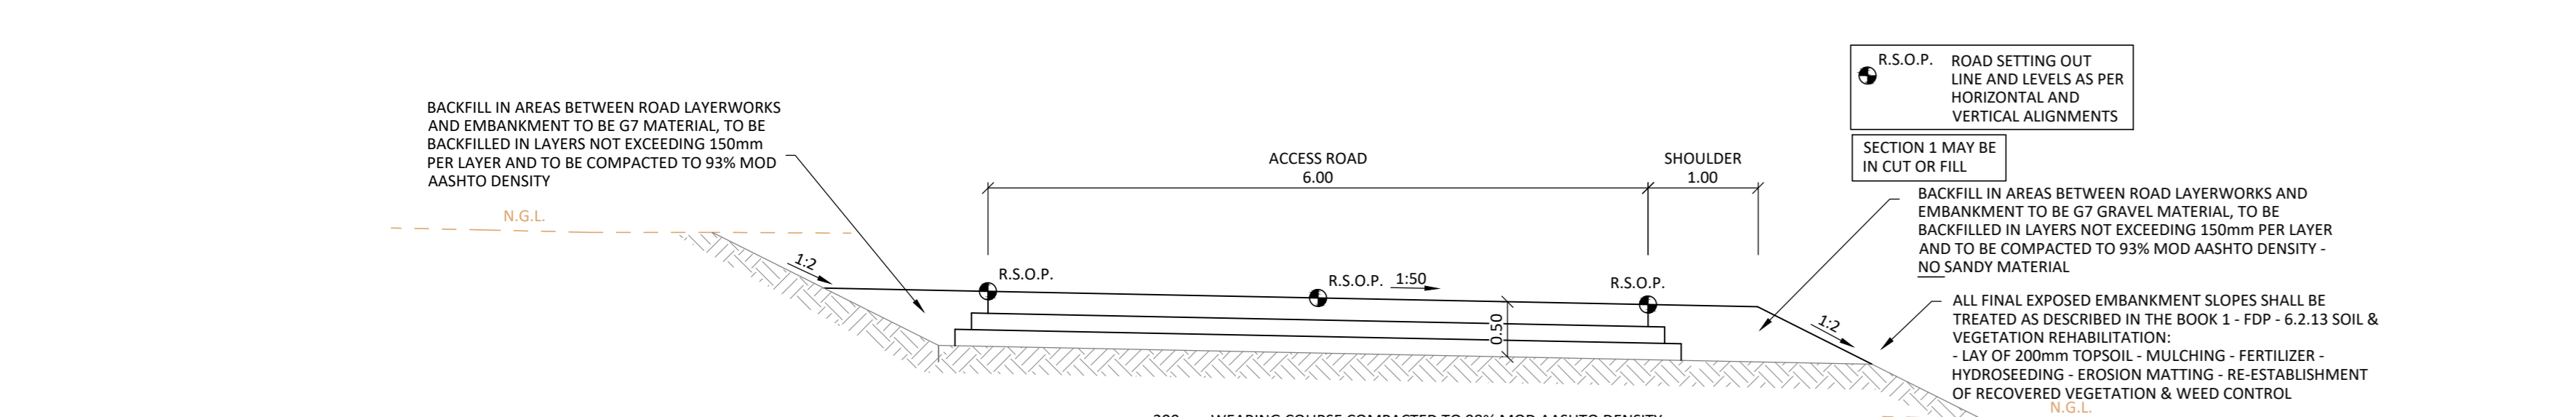 R.S.O.P. ROAD SETTING OUT
LINE AND LEVELS AS PER
HORIZONTAL AND
VERTICAL ALIGNMENTS
SECTION 1 MAY BE
IN CUT OR FILL
BACKFILL IN AREAS BETWEEN ROAD LAYERWORKS
AND EMBANKMENT TO BE G7 MATERIAL, TO BE
BACKFILLED IN LAYERS NOT EXCEEDING 150mm
PER LAYER AND TO BE COMPACTED TO 93% MOD
AASHTO DENSITY
ACCESS ROAD
6.00
SHOULDER
1.00
BACKFILL IN AREAS BETWEEN ROAD LAYERWORKS AND
EMBANKMENT TO BE G7 GRAVEL MATERIAL, TO BE
BACKFILLED IN LAYERS NOT EXCEEDING 150mm PER LAYER
AND TO BE COMPACTED TO 93% MOD AASHTO DENSITY -
NO SANDY MATERIAL
N.G.L.
1:2
R.S.O.P.
R.S.O.P.
1:50
R.S.O.P.
0.50
1:2
ALL FINAL EXPOSED EMBANKMENT SLOPES SHALL BE
TREATED AS DESCRIBED IN THE BOOK 1 - FDP - 6.2.13 SOIL &
VEGETATION REHABILITATION:
- LAY OF 200mm TOPSOIL - MULCHING - FERTILIZER -
HYDROSEEDING - EROSION MATTING - RE-ESTABLISHMENT
OF RECOVERED VEGETATION & WEED CONTROL
N.G.L.
WEARING COURSE COMPACTED TO MOD AASHTO DENSITY